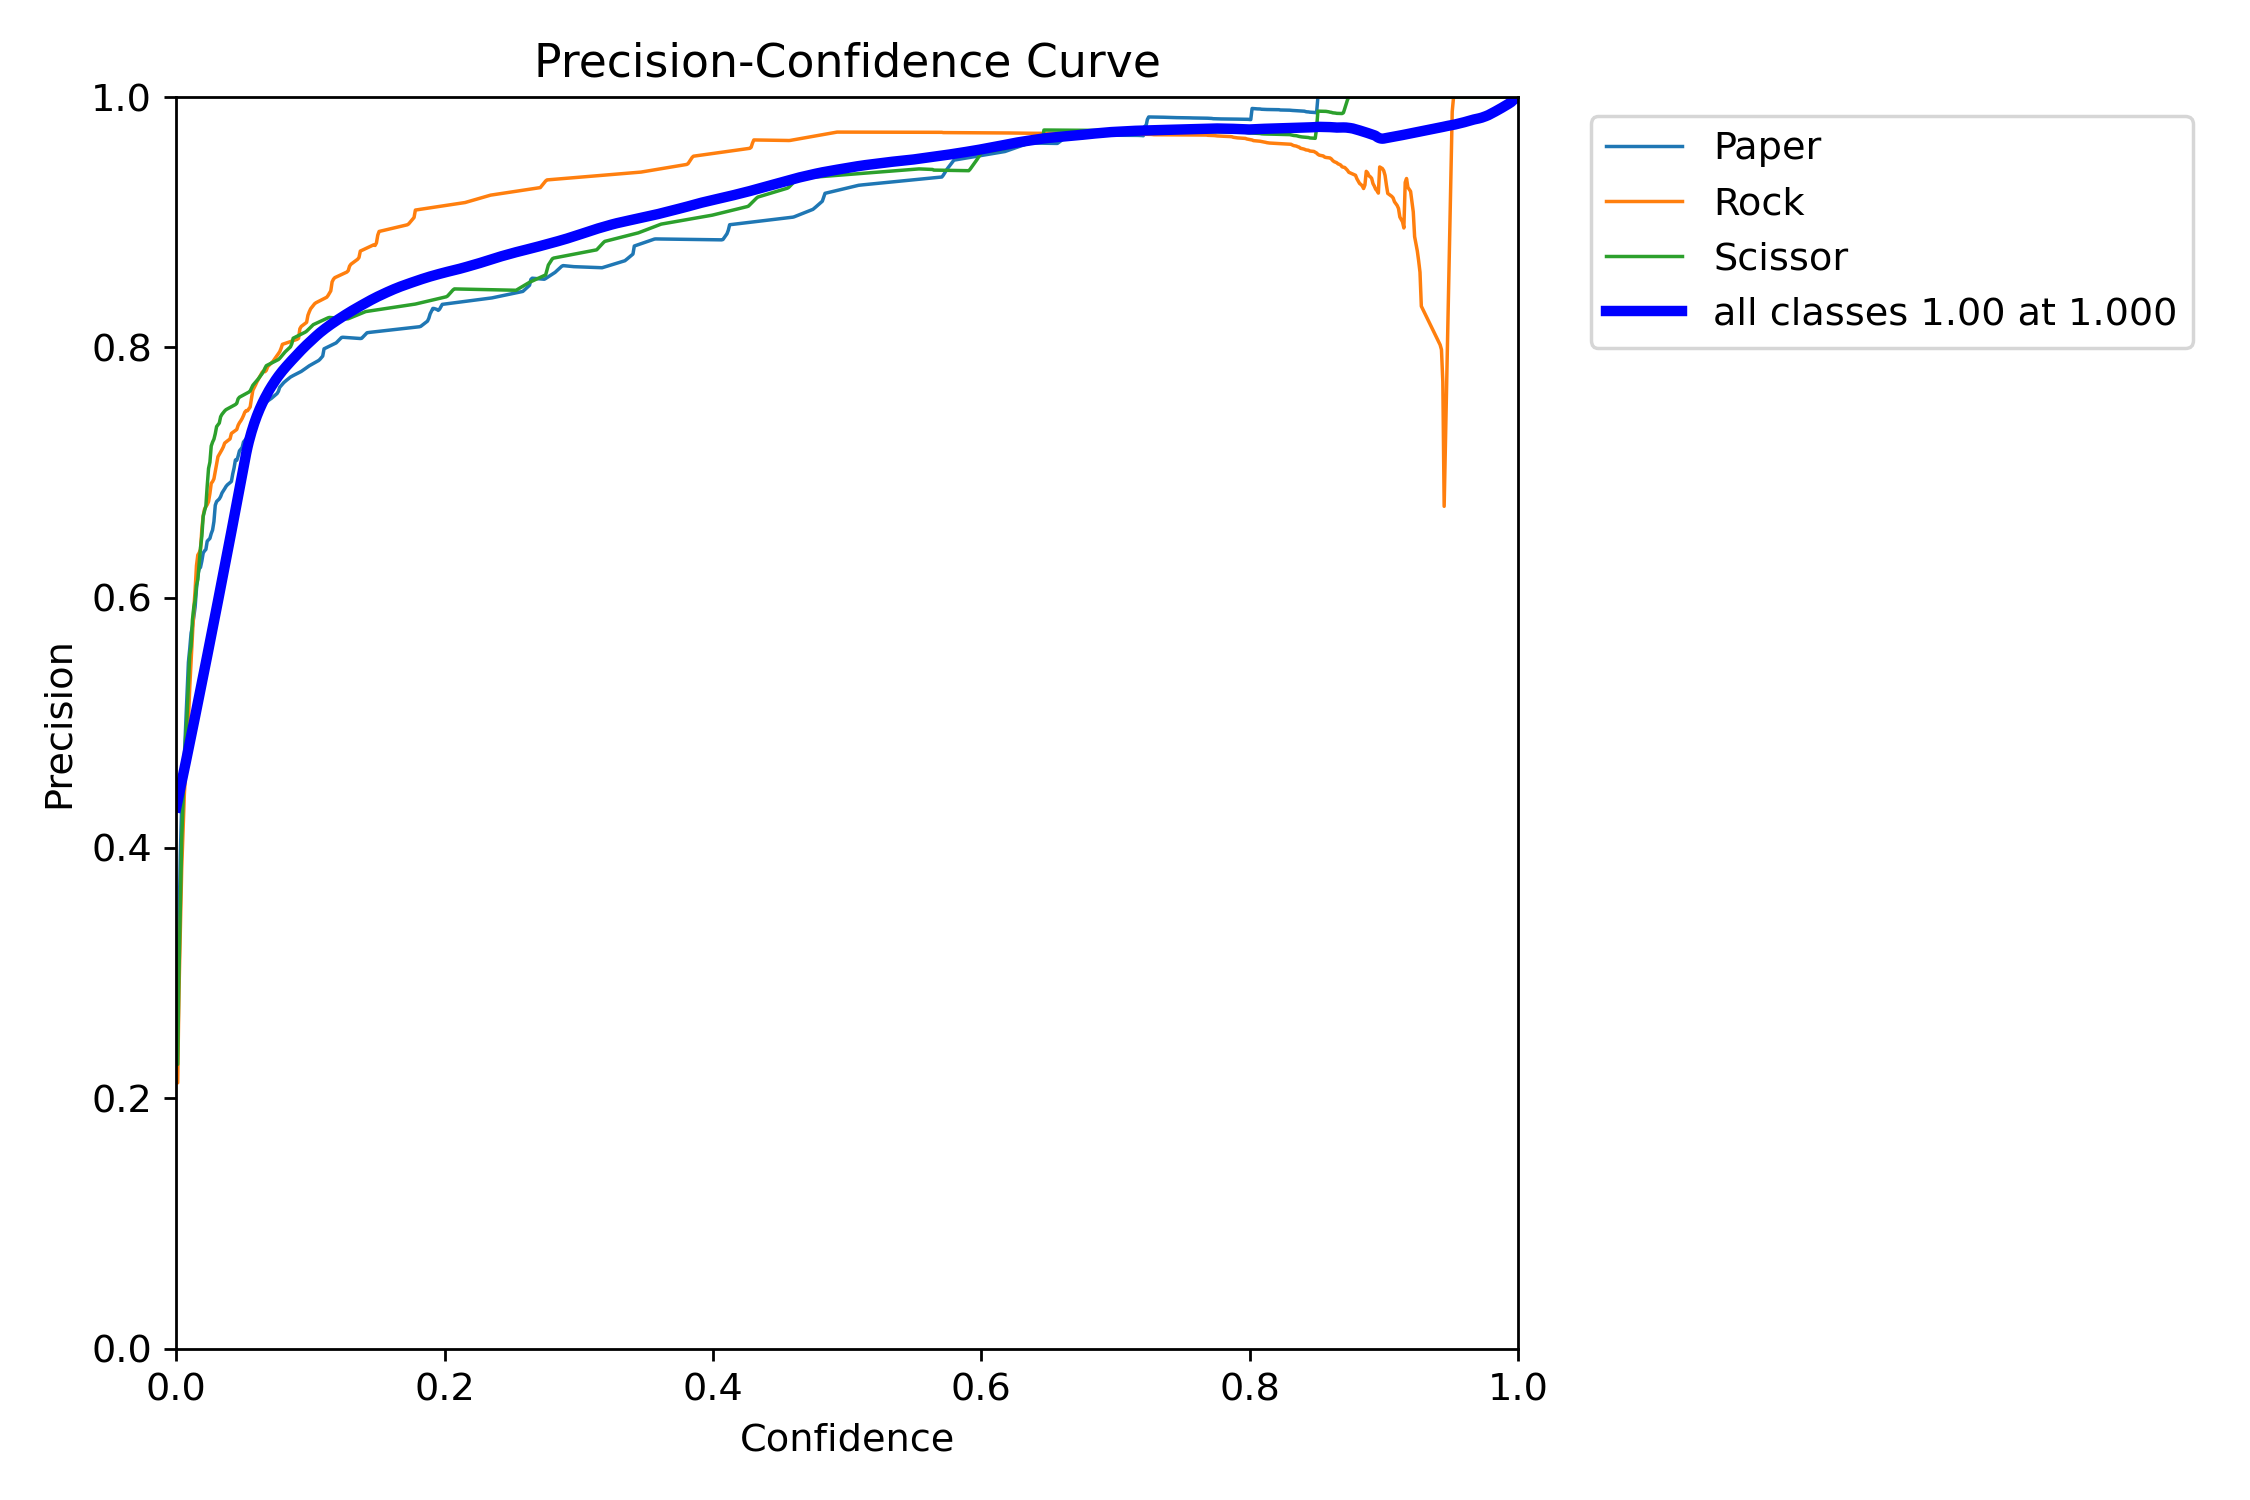 Precision-Confidence Curve
1.0
0.8
0.6
0.4
0.2
0.0
Precision
0.0 0.2 0.4 0.6 0.8 1.0
Confidence
Paper
Rock
Scissor
all classes 1.00 at 1.000